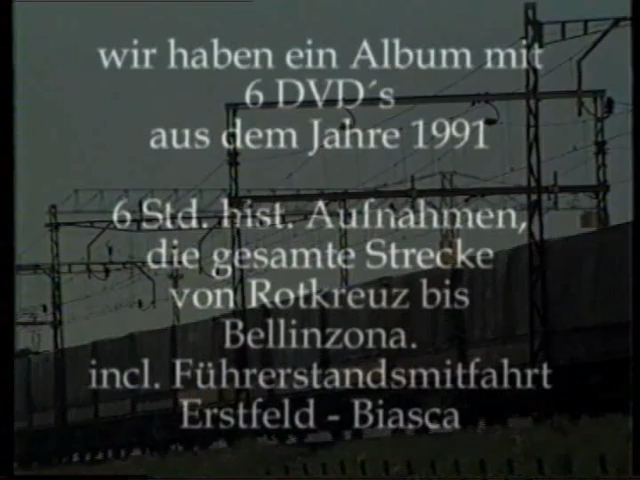 wir haben ein Album mit
6 DVD´s
aus dem Jahre 1991
6 Std. hist. Aufnahmen,
die gesamte Strecke
von Rotkreuz bis
Bellinzona.
incl. Führerstandsmitfahrt
Erstfeld - Biasca